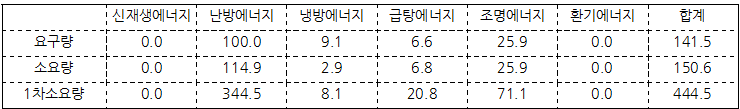 신재생에너지 난방에너지 냉방에너지 급탕에너지 조명에너지 환기에너지 합계
요구량 0.0 100.0 9.1 6.6 25.9 0.0 141.5
소요량 0.0 114.9 2.9 6.8 25.9 0.0 150.6
1차소요량 0.0 344.5 8.1 20.8 71.1 0.0 444.5